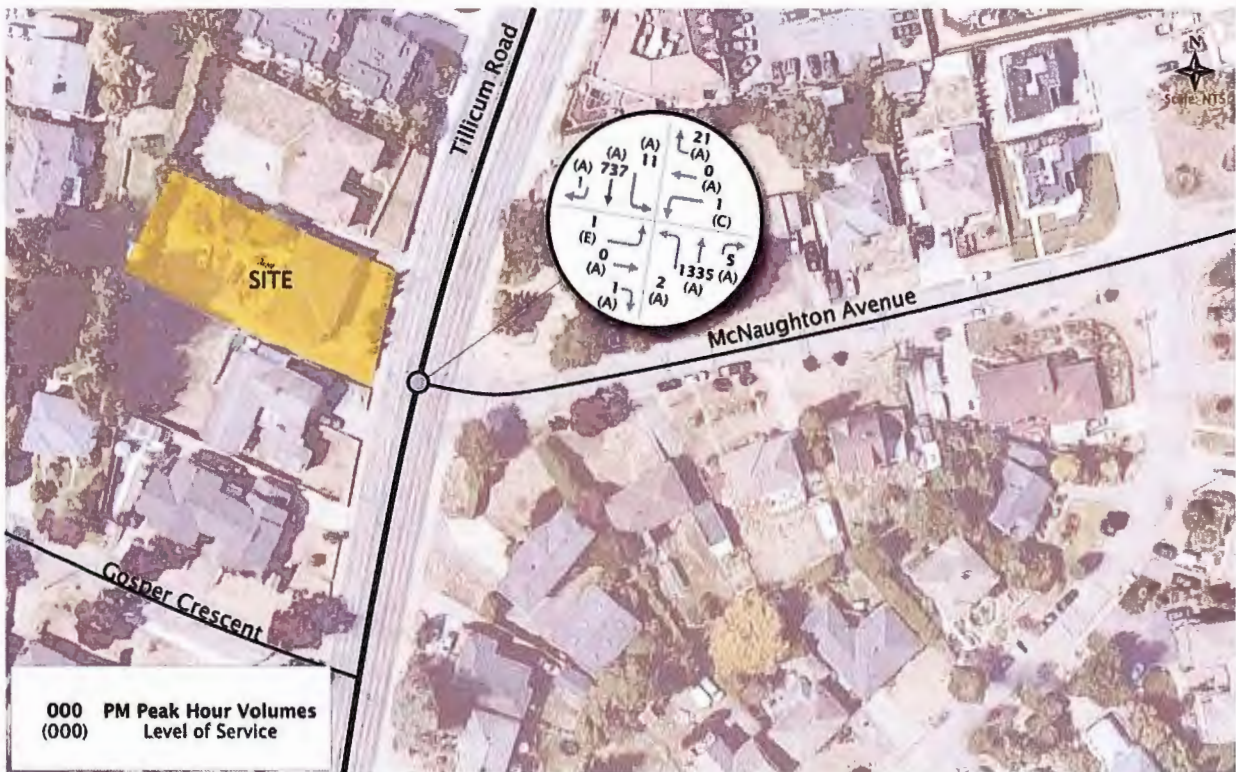 Tillicum Road
N
Scale: NTS
(A) 21
(A) 11 (A)
(A) 737 0
1 (A)
1
(C)
1
(E)
0
(A)
1
(A)
2
(A)
1335
(A)
5
(A)
SITE
McNaughton Avenue
Gosper Crescent
000 PM Peak Hour Volumes
(000) Level of Service